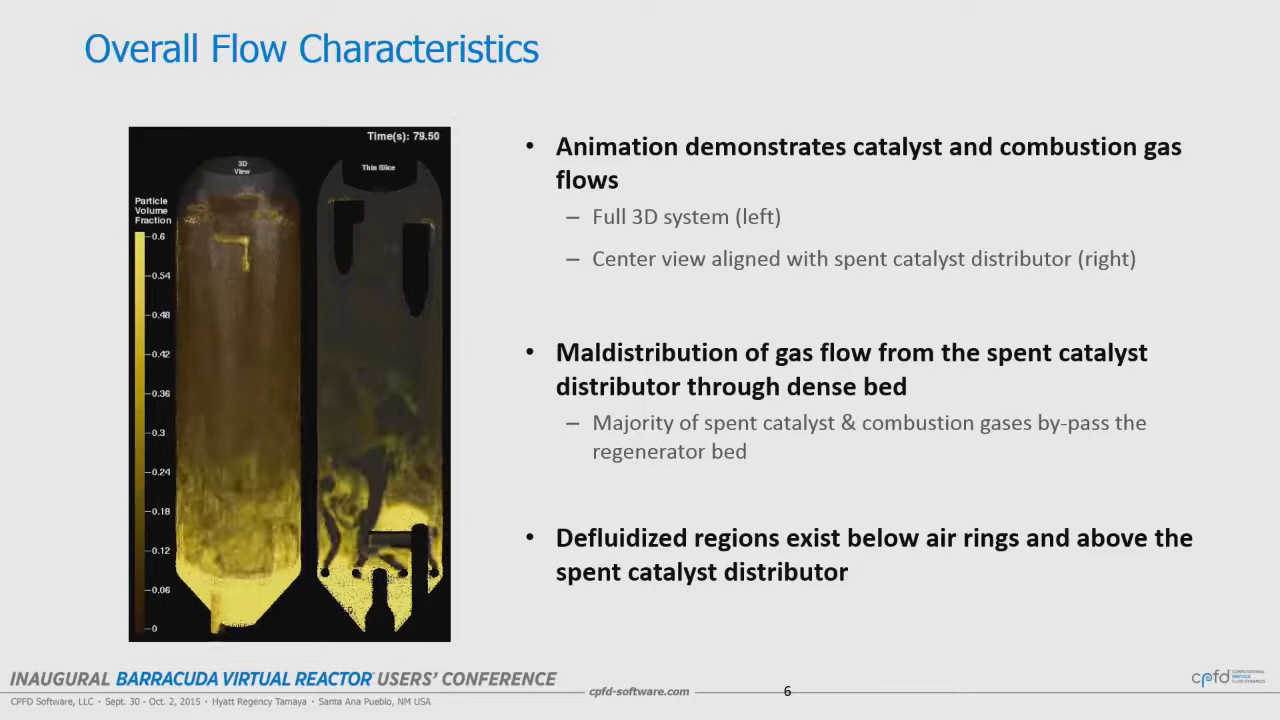 Overall Flow Characteristics
Time(s): 79.50
3D
View
Thin Slice
Particle
Volume
Fraction
0.6
0.54
0.48
0.42
0.36
0.3
0.24
0.18
0.12
0.06
0
• Animation demonstrates catalyst and combustion gas
flows
– Full 3D system (left)
– Center view aligned with spent catalyst distributor (right)
• Maldistribution of gas flow from the spent catalyst
distributor through dense bed
– Majority of spent catalyst & combustion gases by-pass the
regenerator bed
• Defluidized regions exist below air rings and above the
spent catalyst distributor
INAUGURAL BARRACUDA VIRTUAL REACTOR® USERS' CONFERENCE
CPFD Software, LLC • Sept. 30 - Oct. 2, 2015 • Hyatt Regency Tamaya • Santa Ana Pueblo, NM USA
cpfd-software.com
6
cpfd
COMPUTATIONAL
PARTICLE
FLUID DYNAMICS